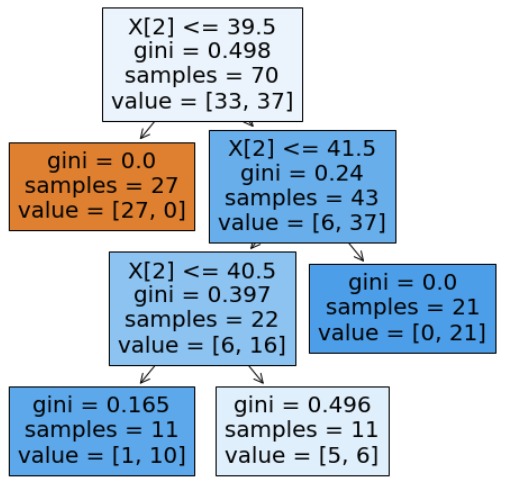 X[2] <= 39.5
gini = 0.498
samples = 70
value = [33, 37]
gini = 0.0
samples = 27
value = [27, 0]
X[2] <= 41.5
gini = 0.24
samples = 43
value = [6, 37]
X[2] <= 40.5
gini = 0.397
samples = 22
value = [6, 16]
gini = 0.0
samples = 21
value = [0, 21]
gini = 0.165
samples = 11
value = [1, 10]
gini = 0.496
samples = 11
value = [5, 6]